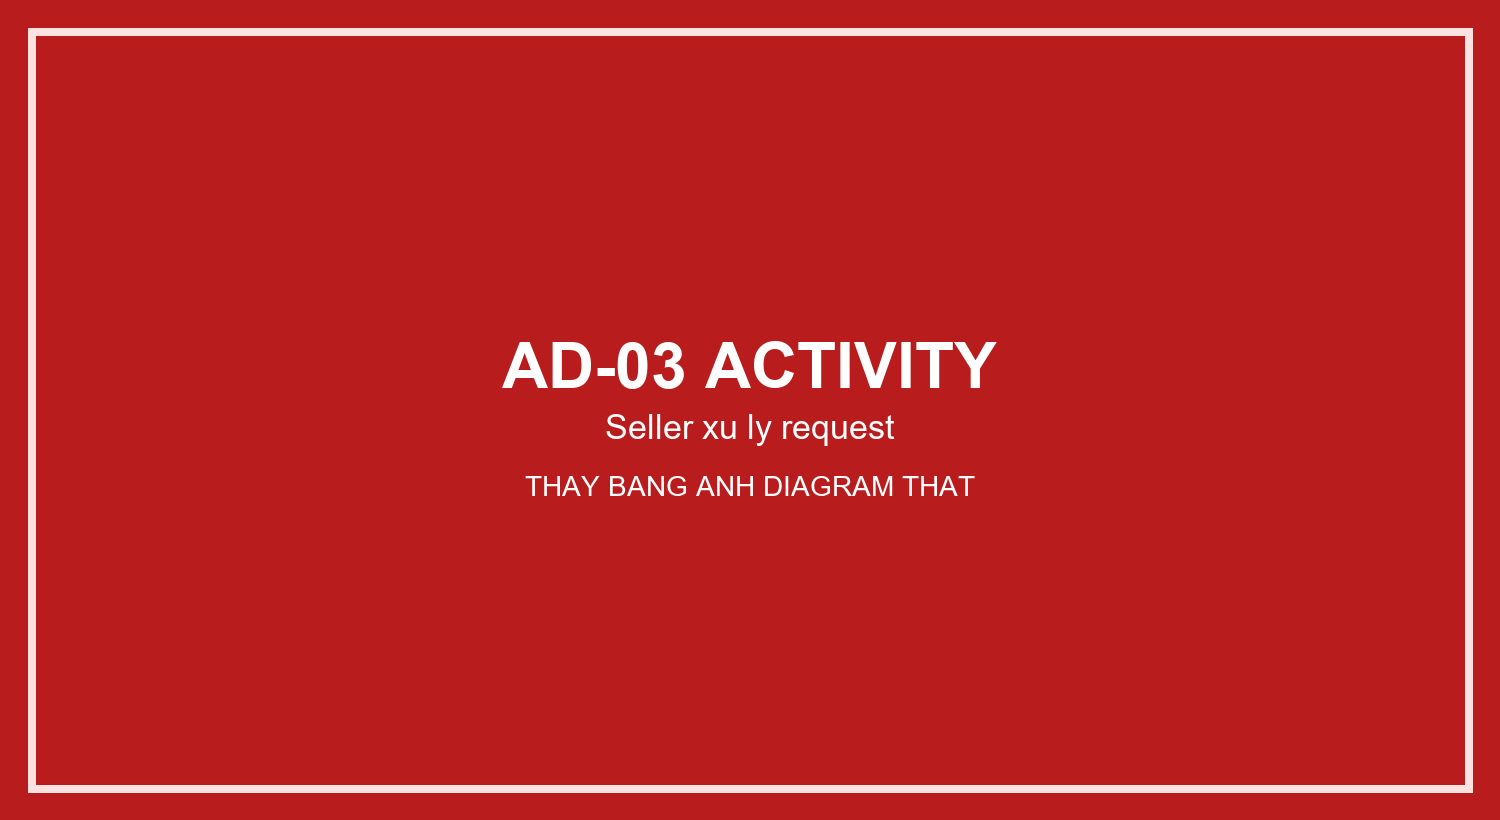 AD-03 ACTIVITY
Seller xu ly request
THAY BANG ANH DIAGRAM THAT